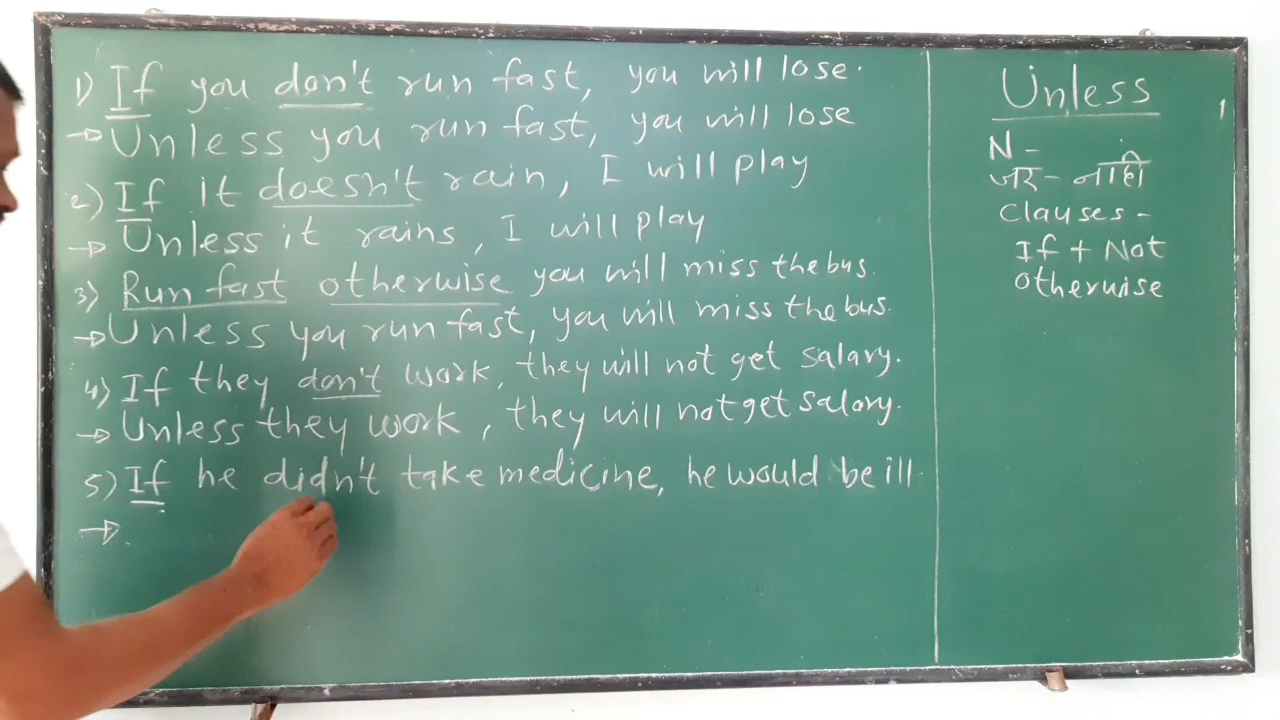 1) If you don't run fast, you will lose.
→ Unless you run fast, you will lose
2) If it doesn't rain, I will play
→ Unless it rains, I will play
3) Run fast otherwise you will miss the bus.
→ Unless you run fast, you will miss the bus.
4) If they don't work, they will not get salary.
→ Unless they work, they will not get salary.
5) If he didn't take medicine, he would be ill.
→
Unless
N -
जर - नाही
Clauses -
If + Not
otherwise